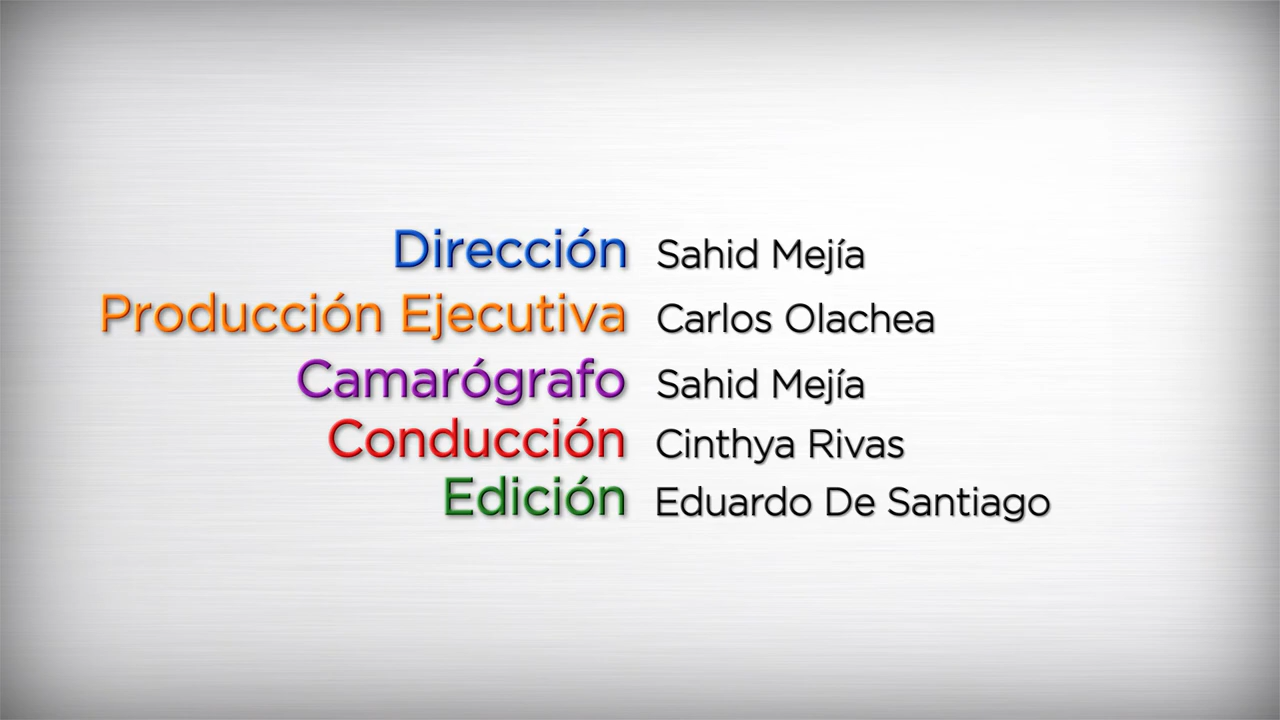 Dirección Sahid Mejía
Producción Ejecutiva Carlos Olachea
Camarógrafo Sahid Mejía
Conducción Cinthya Rivas
Edición Eduardo De Santiago